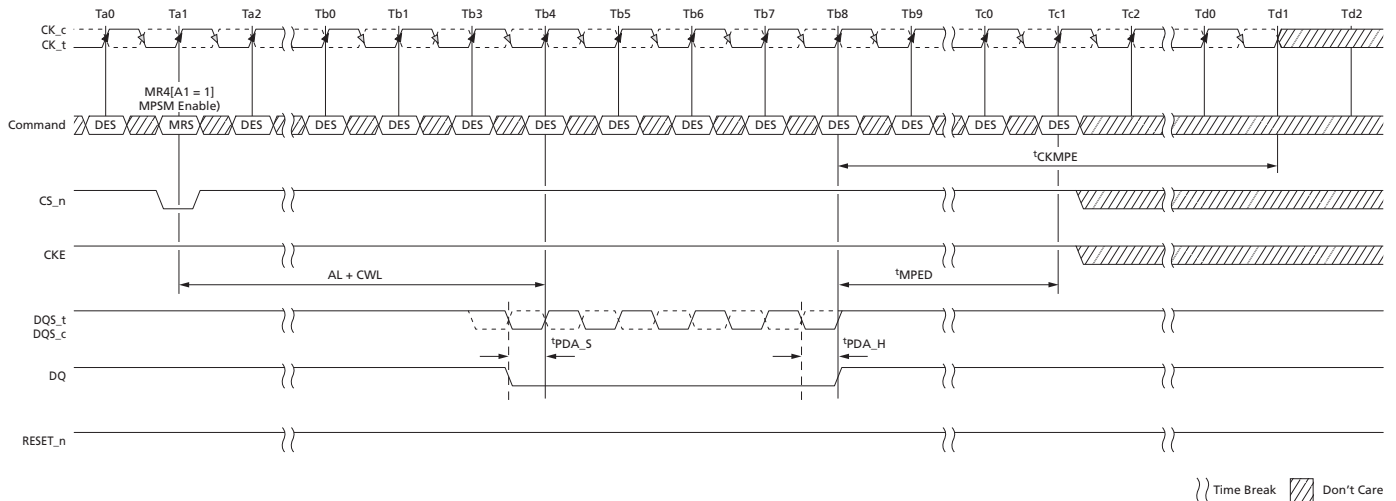 Ta0 Ta1 Ta2 Tb0 Tb1 Tb3 Tb4 Tb5 Tb6 Tb7 Tb8 Tb9 Tc0 Tc1 Tc2 Td0 Td1 Td2
CK_c
CK_t
MR4[A1 = 1]
MPSM Enable)
Command DES MRS DES DES DES DES DES DES DES DES DES DES DES DES
tCKMPE
CS_n
CKE
AL + CWL tMPED
DQS_t
DQS_c
tPDA_S tPDA_H
DQ
RESET_n
Time Break Don't Care